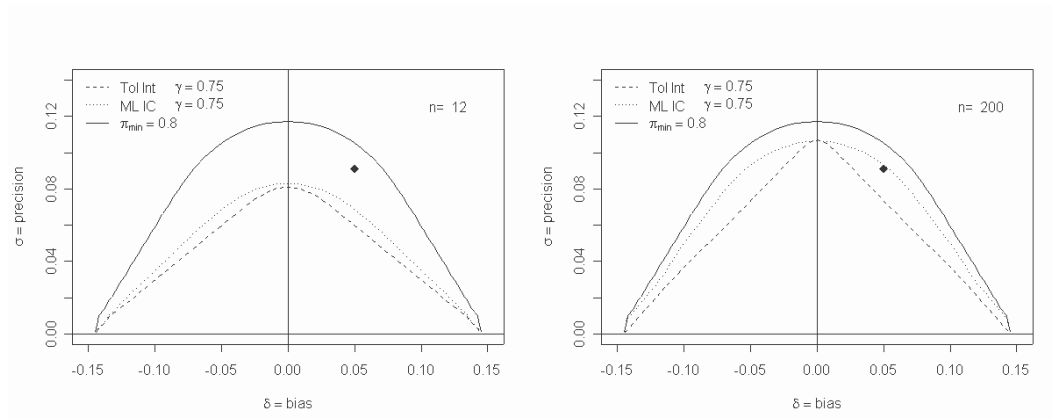 Tol Int γ = 0.75
ML IC γ = 0.75
πmin = 0.8
n= 12
σ = precision
0.12
0.08
0.04
0.00
-0.15 -0.10 -0.05 0.00 0.05 0.10 0.15
δ = bias
Tol Int γ = 0.75
ML IC γ = 0.75
πmin = 0.8
n= 200
σ = precision
0.12
0.08
0.04
0.00
-0.15 -0.10 -0.05 0.00 0.05 0.10 0.15
δ = bias